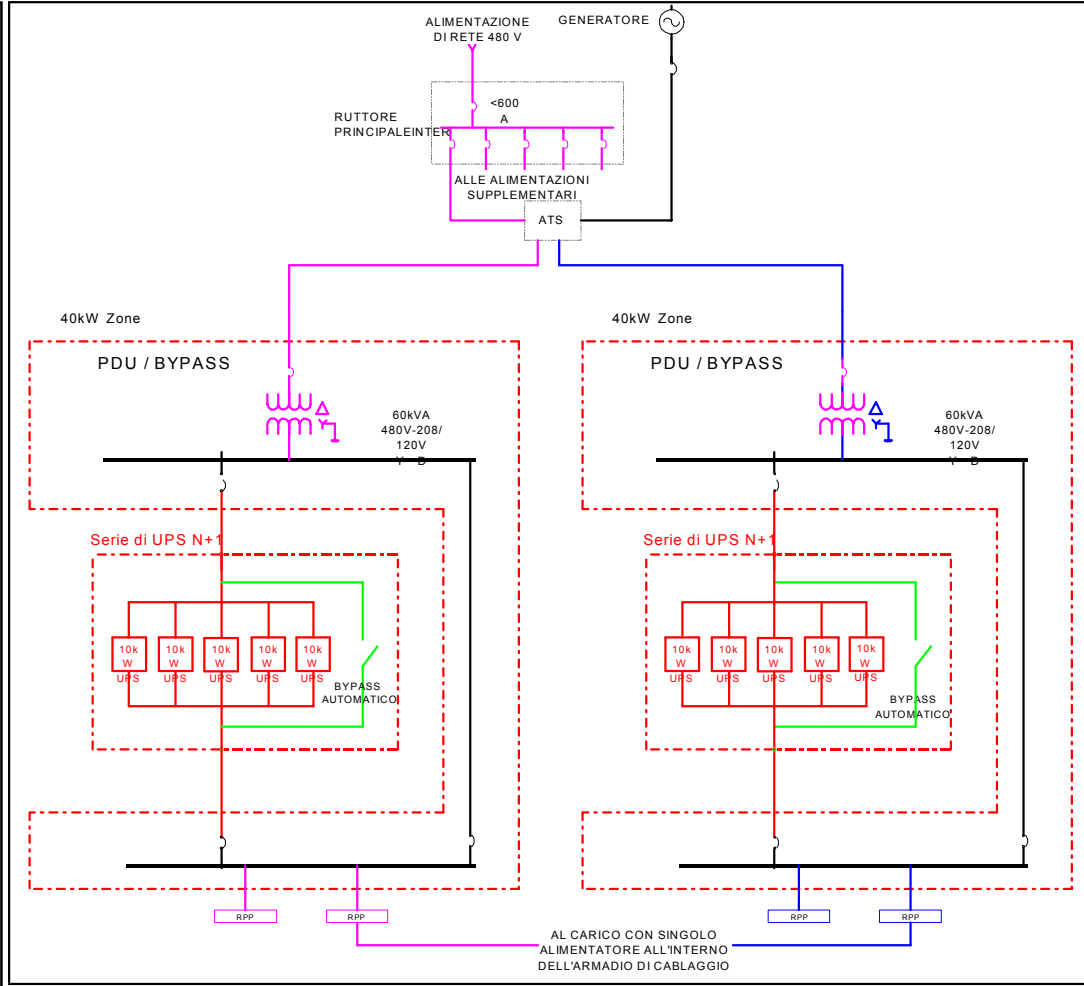 ALIMENTAZIONE
DI RETE 480 V
GENERATORE
<600
A
RUTTORE
PRINCIPALEINTER
ALLE ALIMENTAZIONI
SUPPLEMENTARI
ATS
40kW Zone
PDU / BYPASS
60kVA
480V-208/
120V
Serie di UPS N+1
10k
W
UPS
10k
W
UPS
10k
W
UPS
10k
W
UPS
10k
W
UPS
BYPASS
AUTOMATICO
RPP
RPP
40kW Zone
PDU / BYPASS
60kVA
480V-208/
120V
Serie di UPS N+1
10k
W
UPS
10k
W
UPS
10k
W
UPS
10k
W
UPS
10k
W
UPS
BYPASS
AUTOMATICO
RPP
RPP
AL CARICO CON SINGOLO
ALIMENTATORE ALL'INTERNO
DELL'ARMADIO DI CABLAGGIO